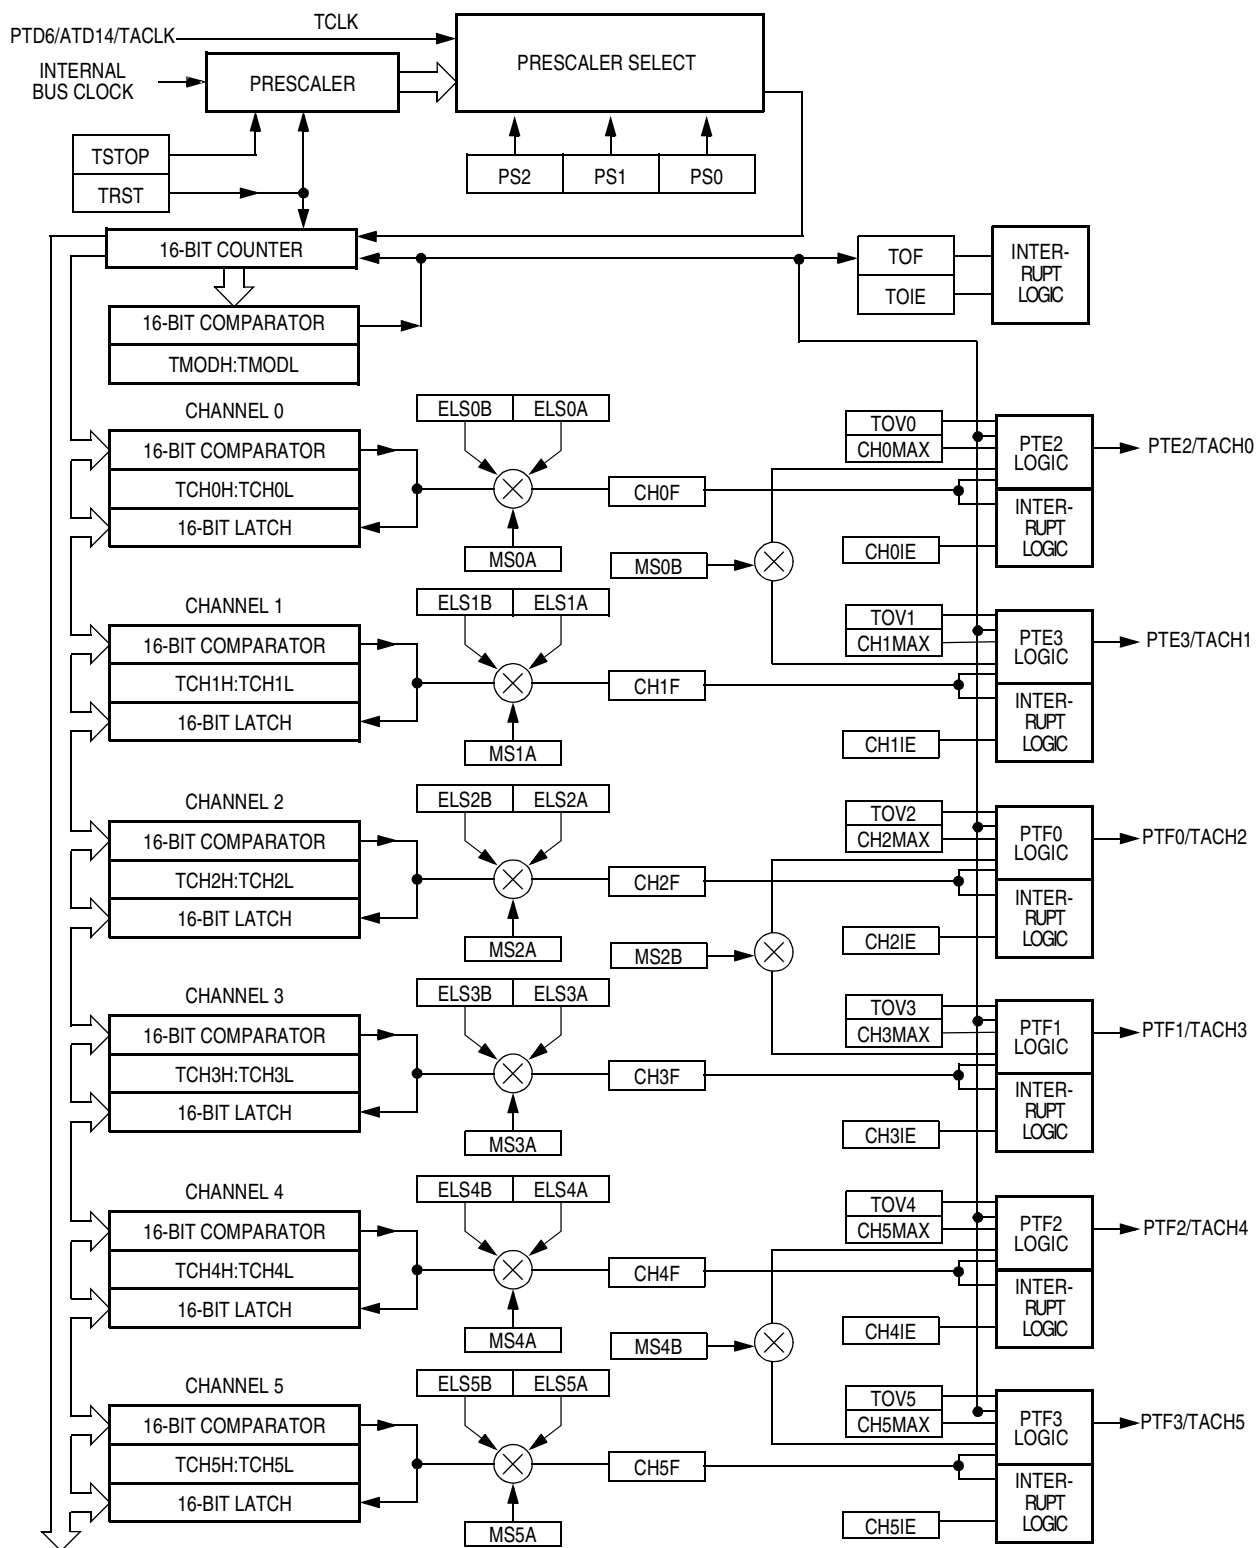 TCLK
PTD6/ATD14/TACLK
PRESCALER SELECT
INTERNAL
BUS CLOCK
PRESCALER
TSTOP
TRST
PS2
PS1
PS0
16-BIT COUNTER
TOF
TOIE
INTER-
RUPT
LOGIC
16-BIT COMPARATOR
TMODH:TMODL
CHANNEL 0
ELS0B
ELS0A
16-BIT COMPARATOR
TCH0H:TCH0L
16-BIT LATCH
MS0A
CH0F
MS0B
TOV0
CH0MAX
CH0IE
PTE2
LOGIC
INTER-
RUPT
LOGIC
PTE2/TACH0
CHANNEL 1
ELS1B
ELS1A
16-BIT COMPARATOR
TCH1H:TCH1L
16-BIT LATCH
MS1A
CH1F
TOV1
CH1MAX
CH1IE
PTE3
LOGIC
INTER-
RUPT
LOGIC
PTE3/TACH1
CHANNEL 2
ELS2B
ELS2A
16-BIT COMPARATOR
TCH2H:TCH2L
16-BIT LATCH
MS2A
CH2F
MS2B
TOV2
CH2MAX
CH2IE
PTF0
LOGIC
INTER-
RUPT
LOGIC
PTF0/TACH2
CHANNEL 3
ELS3B
ELS3A
16-BIT COMPARATOR
TCH3H:TCH3L
16-BIT LATCH
MS3A
CH3F
TOV3
CH3MAX
CH3IE
PTF1
LOGIC
INTER-
RUPT
LOGIC
PTF1/TACH3
CHANNEL 4
ELS4B
ELS4A
16-BIT COMPARATOR
TCH4H:TCH4L
16-BIT LATCH
MS4A
CH4F
MS4B
TOV4
CH5MAX
CH4IE
PTF2
LOGIC
INTER-
RUPT
LOGIC
PTF2/TACH4
CHANNEL 5
ELS5B
ELS5A
16-BIT COMPARATOR
TCH5H:TCH5L
16-BIT LATCH
MS5A
CH5F
TOV5
CH5MAX
CH5IE
PTF3
LOGIC
INTER-
RUPT
LOGIC
PTF3/TACH5